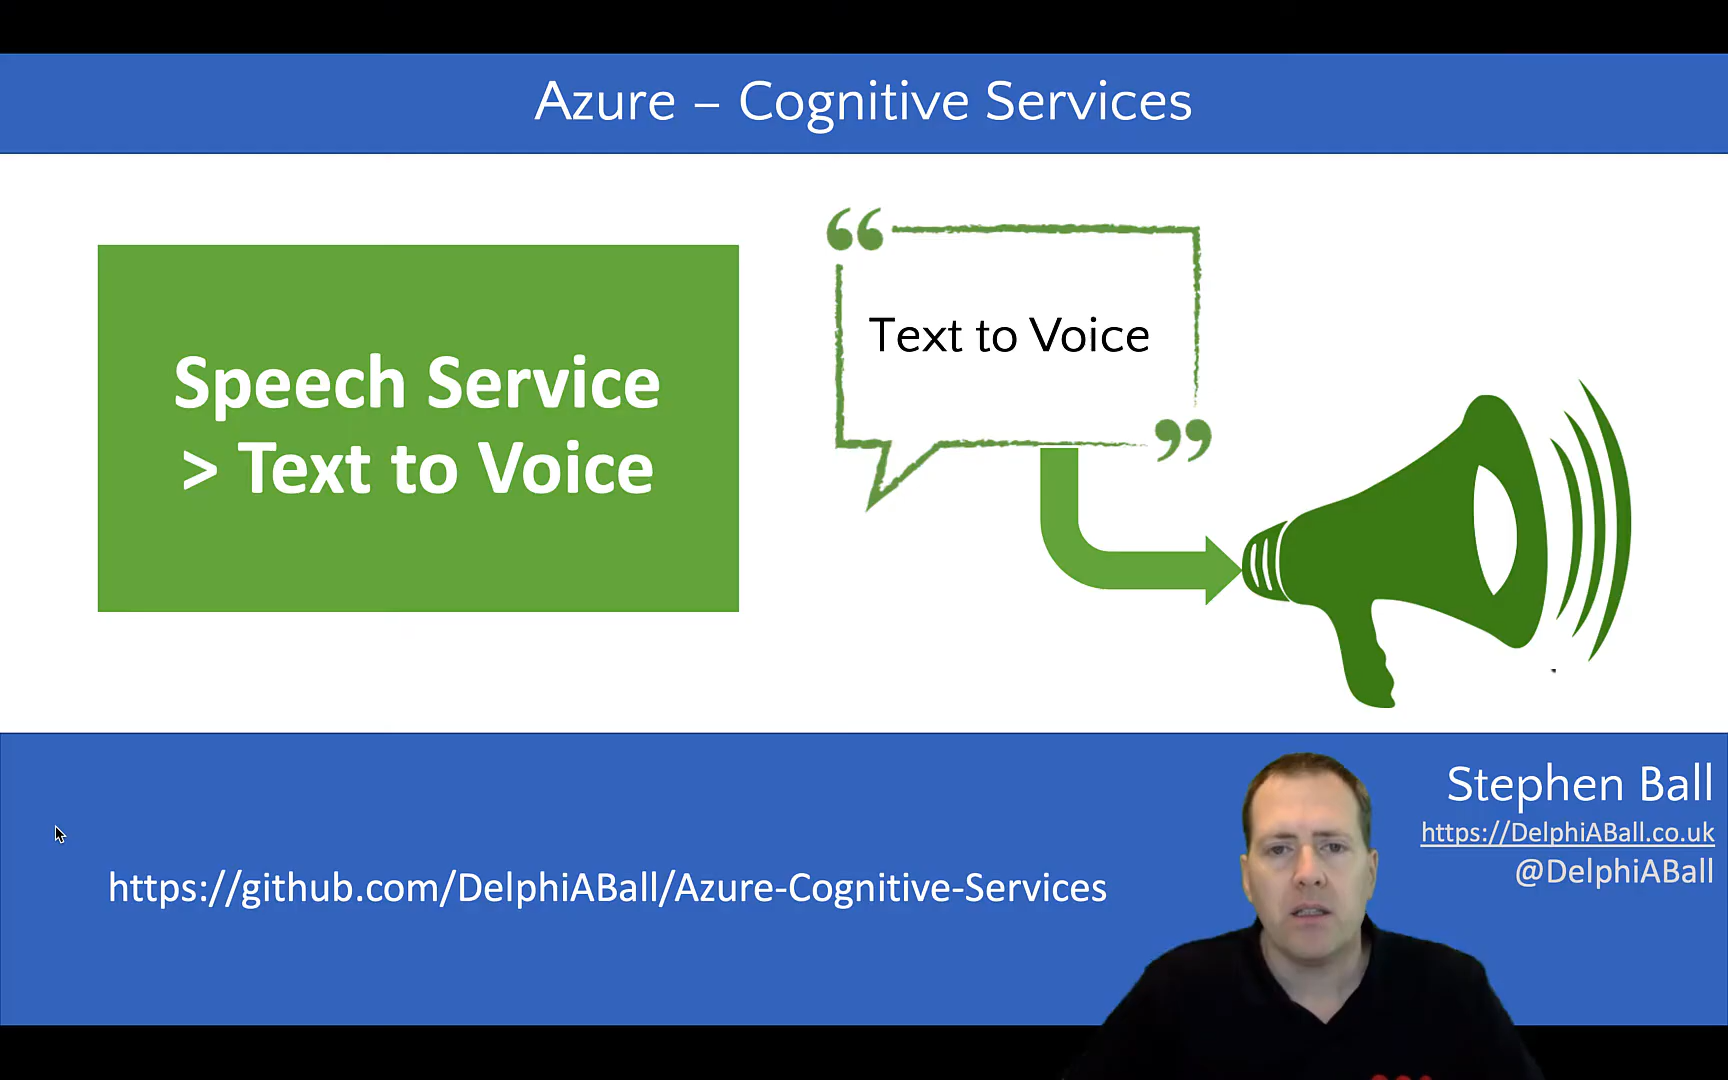 Azure – Cognitive Services
Speech Service
> Text to Voice
“
Text to Voice
”
Stephen Ball
https://DelphiABall.co.uk
@DelphiABall
https://github.com/DelphiABall/Azure-Cognitive-Services